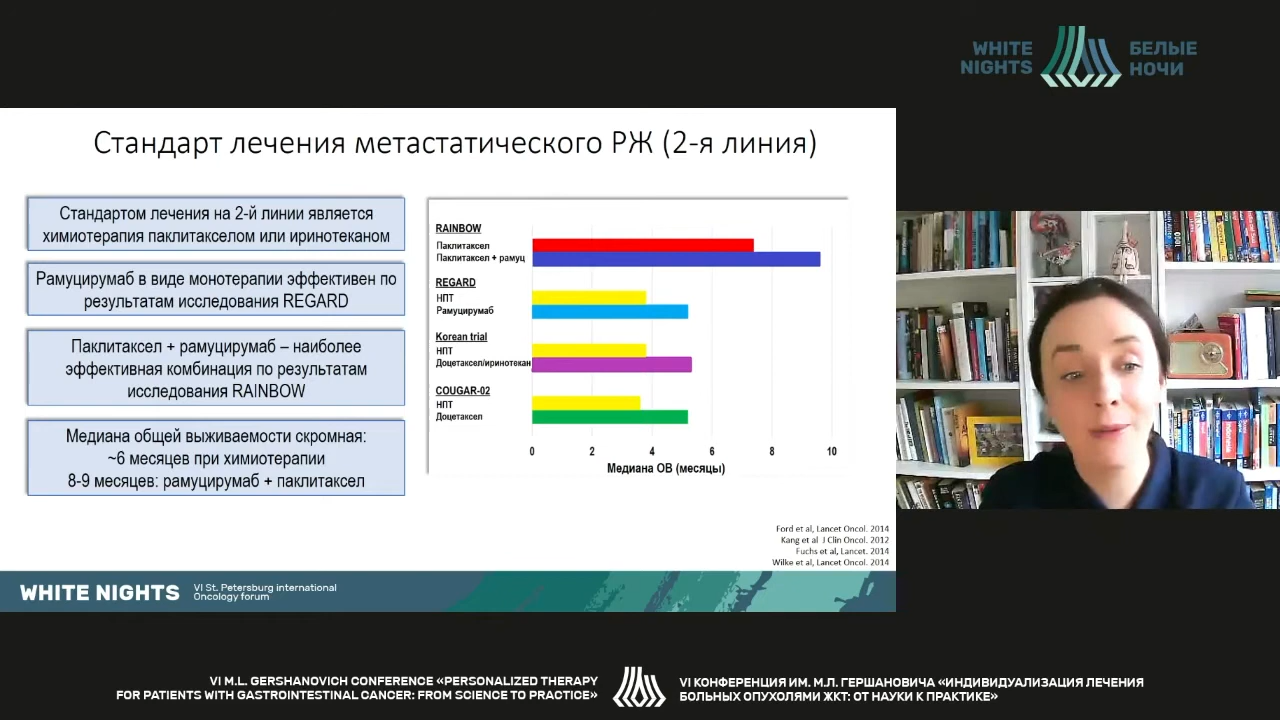 WHITE
NIGHTS
БЕЛЫЕ
НОЧИ
Стандарт лечения метастатического РЖ (2-я линия)
Стандартом лечения на 2-й линии является
химиотерапия паклитакселом или иринотеканом
Рамуцирумаб в виде монотерапии эффективен по
результатам исследования REGARD
Паклитаксел + рамуцирумаб – наиболее
эффективная комбинация по результатам
исследования RAINBOW
Медиана общей выживаемости скромная:
~6 месяцев при химиотерапии
8-9 месяцев: рамуцирумаб + паклитаксел
RAINBOW
Паклитаксел
Паклитаксел + рамуц
REGARD
НПТ
Рамуцирумаб
Korean trial
НПТ
Доцетаксел/иринотекан
COUGAR-02
НПТ
Доцетаксел
0 2 4 6 8 10
Медиана ОВ (месяцы)
Ford et al, Lancet Oncol. 2014
Kang et al J Clin Oncol. 2012
Fuchs et al, Lancet. 2014
Wilke et al, Lancet Oncol. 2014
WHITE NIGHTS
VI St. Petersburg international
Oncology forum
VI M.L. GERSHANOVICH CONFERENCE «PERSONALIZED THERAPY
FOR PATIENTS WITH GASTROINTESTINAL CANCER: FROM SCIENCE TO PRACTICE»
VI КОНФЕРЕНЦИЯ ИМ. М.Л. ГЕРШАНОВИЧА «ИНДИВИДУАЛИЗАЦИЯ ЛЕЧЕНИЯ
БОЛЬНЫХ ОПУХОЛЯМИ ЖКТ: ОТ НАУКИ К ПРАКТИКЕ»